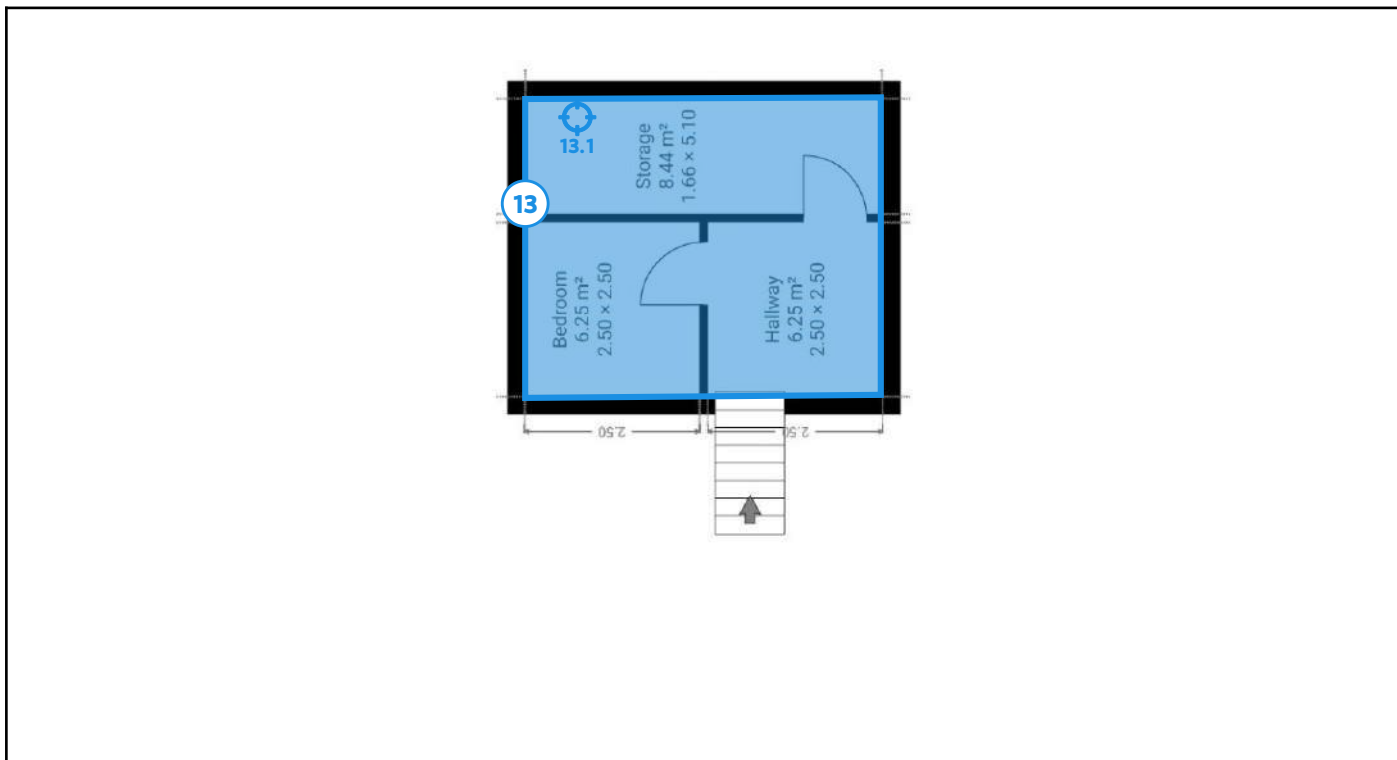 13.1
Storage
8.44 m²
1.66 × 5.10
13
Bedroom
6.25 m²
2.50 × 2.50
Hallway
6.25 m²
2.50 × 2.50
2.50
2.50